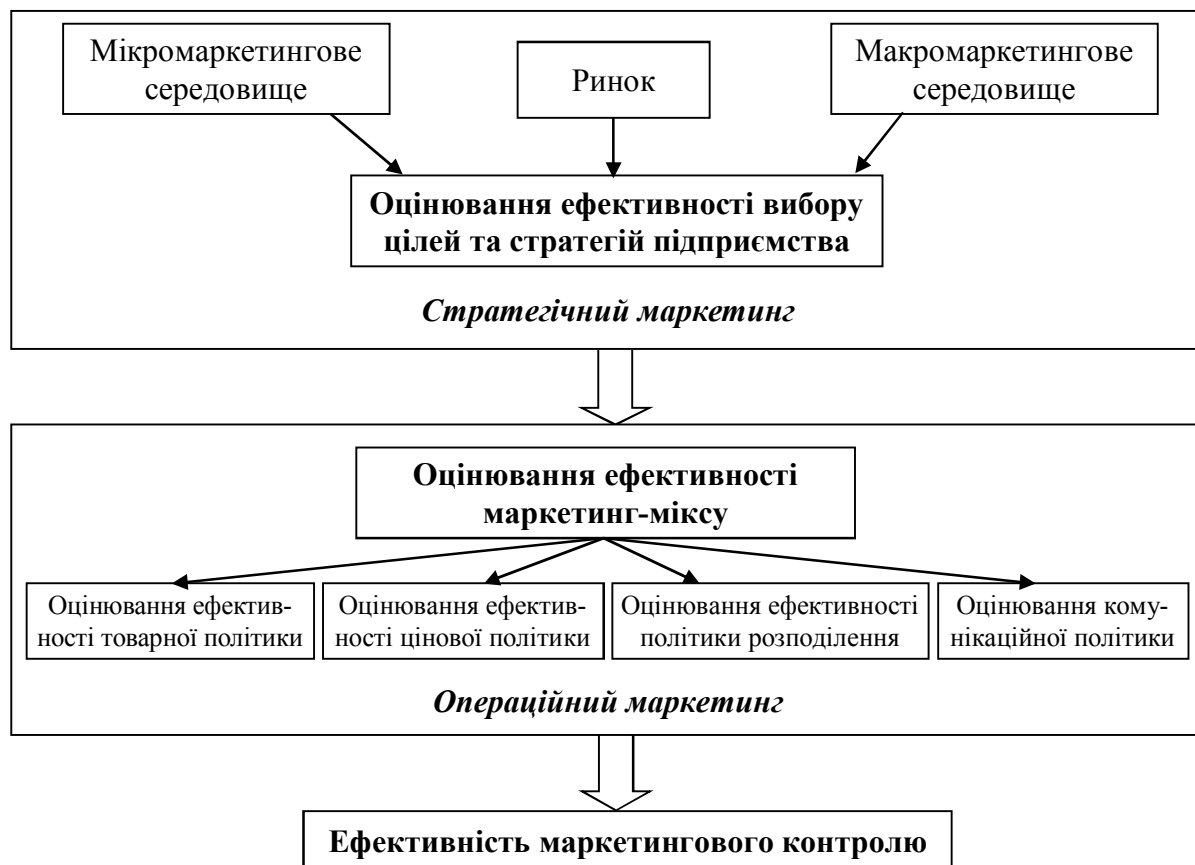 Мікромаркетингове
середовище
Ринок
Макромаркетингове
середовище
Оцінювання ефективності вибору
цілей та стратегій підприємства
Стратегічний маркетинг
Оцінювання ефективності
маркетинг-міксу
Оцінювання ефектив-
ності товарної політики
Оцінювання ефектив-
ності цінової політики
Оцінювання ефективності
політики розподілення
Оцінювання кому-
нікаційної політики
Операційний маркетинг
Ефективність маркетингового контролю